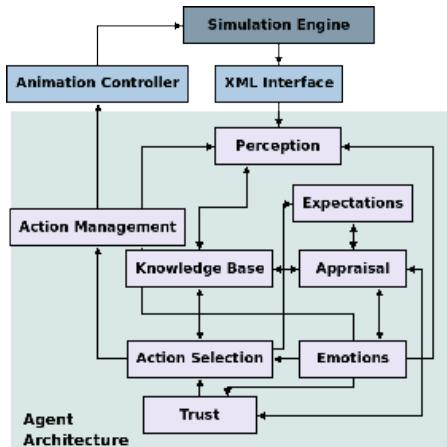 Simulation Engine
Animation Controller
XML Interface
Perception
Expectations
Action Management
Knowledge Base
Appraisal
Action Selection
Emotions
Trust
Agent
Architecture